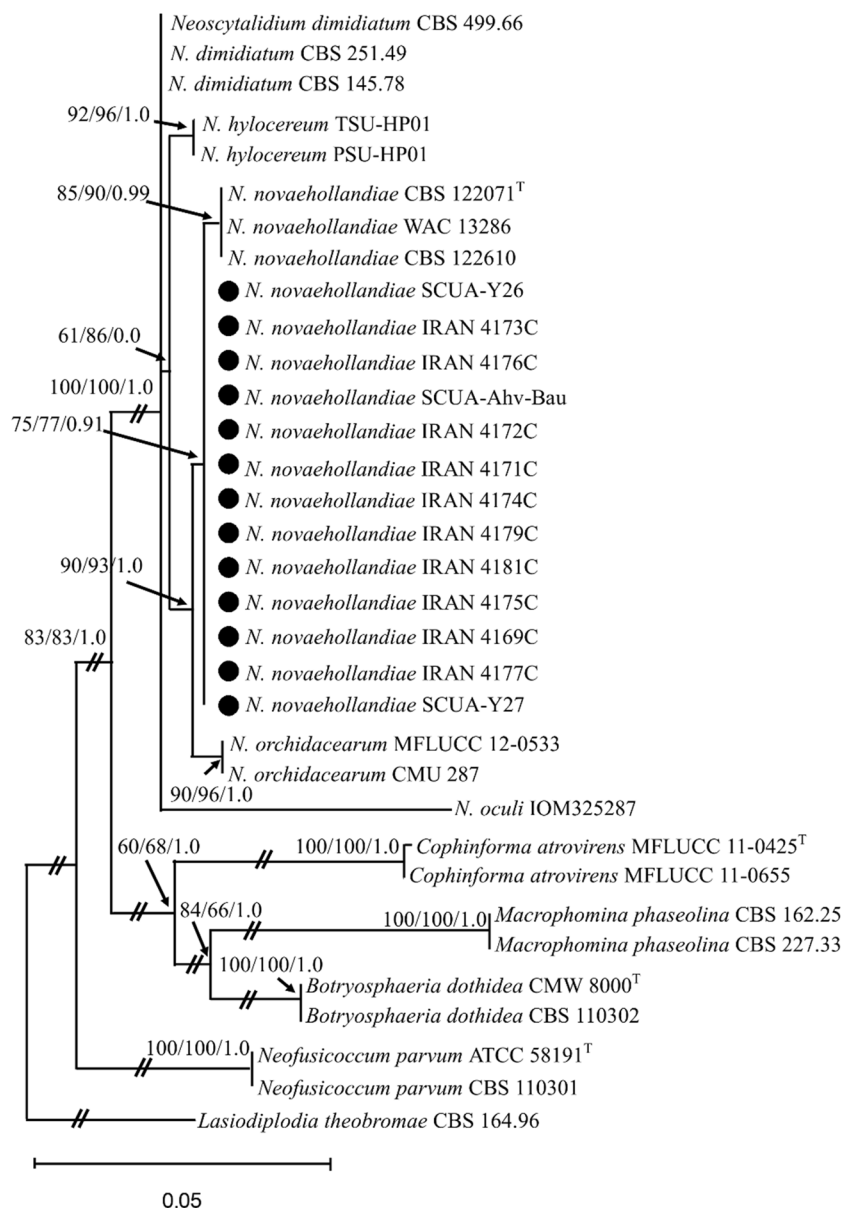 Neoscytalidium dimidiatum CBS 499.66
N. dimidiatum CBS 251.49
N. dimidiatum CBS 145.78
92/96/1.0
N. hylocereum TSU-HP01
N. hylocereum PSU-HP01
85/90/0.99
N. novaehollandiae CBS 122071T
N. novaehollandiae WAC 13286
N. novaehollandiae CBS 122610
N. novaehollandiae SCUA-Y26
N. novaehollandiae IRAN 4173C
61/86/0.0
N. novaehollandiae IRAN 4176C
100/100/1.0
N. novaehollandiae SCUA-Ahv-Bau
75/77/0.91
N. novaehollandiae IRAN 4172C
N. novaehollandiae IRAN 4171C
N. novaehollandiae IRAN 4174C
N. novaehollandiae IRAN 4179C
90/93/1.0
N. novaehollandiae IRAN 4181C
N. novaehollandiae IRAN 4175C
83/83/1.0
N. novaehollandiae IRAN 4169C
N. novaehollandiae IRAN 4177C
N. novaehollandiae SCUA-Y27
N. orchidacearum MFLUCC 12-0533
N. orchidacearum CMU 287
90/96/1.0
N. oculi IOM325287
60/68/1.0
100/100/1.0
Cophinforma atrovirens MFLUCC 11-0425T
Cophinforma atrovirens MFLUCC 11-0655
84/66/1.0
100/100/1.0
Macrophomina phaseolina CBS 162.25
Macrophomina phaseolina CBS 227.33
100/100/1.0
Botryosphaeria dothidea CMW 8000T
Botryosphaeria dothidea CBS 110302
100/100/1.0
Neofusicoccum parvum ATCC 58191T
Neofusicoccum parvum CBS 110301
Lasiodiplodia theobromae CBS 164.96
0.05